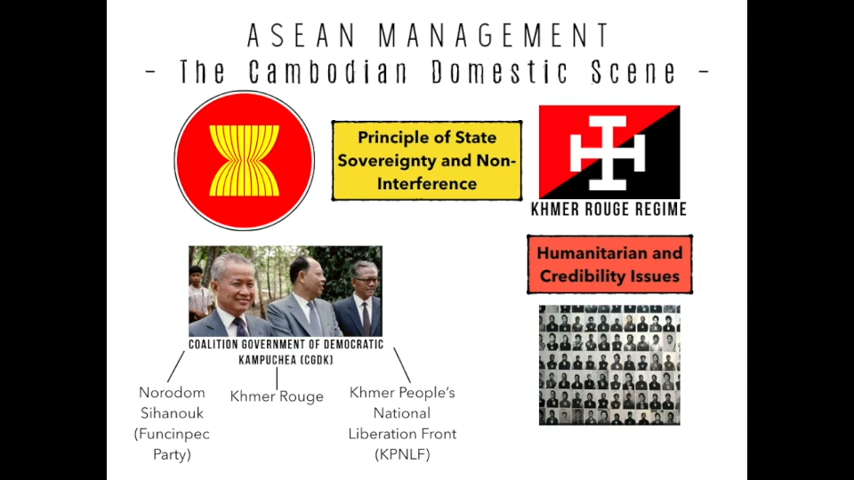 ASEAN MANAGEMENT
- The Cambodian Domestic Scene -
Principle of State
Sovereignty and Non-
Interference
KHMER ROUGE REGIME
Humanitarian and
Credibility Issues
COALITION GOVERNMENT OF DEMOCRATIC
KAMPUCHEA (CGDK)
Norodom
Sihanouk
(Funcinpec
Party)
Khmer Rouge
Khmer People's
National
Liberation Front
(KPNLF)